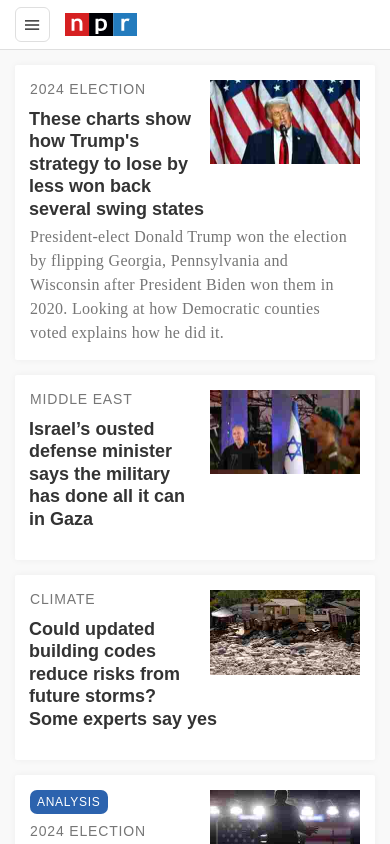 npr
2024 ELECTION
These charts show
how Trump's
strategy to lose by
less won back
several swing states
President-elect Donald Trump won the election
by flipping Georgia, Pennsylvania and
Wisconsin after President Biden won them in
2020. Looking at how Democratic counties
voted explains how he did it.
MIDDLE EAST
Israel’s ousted
defense minister
says the military
has done all it can
in Gaza
CLIMATE
Could updated
building codes
reduce risks from
future storms?
Some experts say yes
ANALYSIS
2024 ELECTION